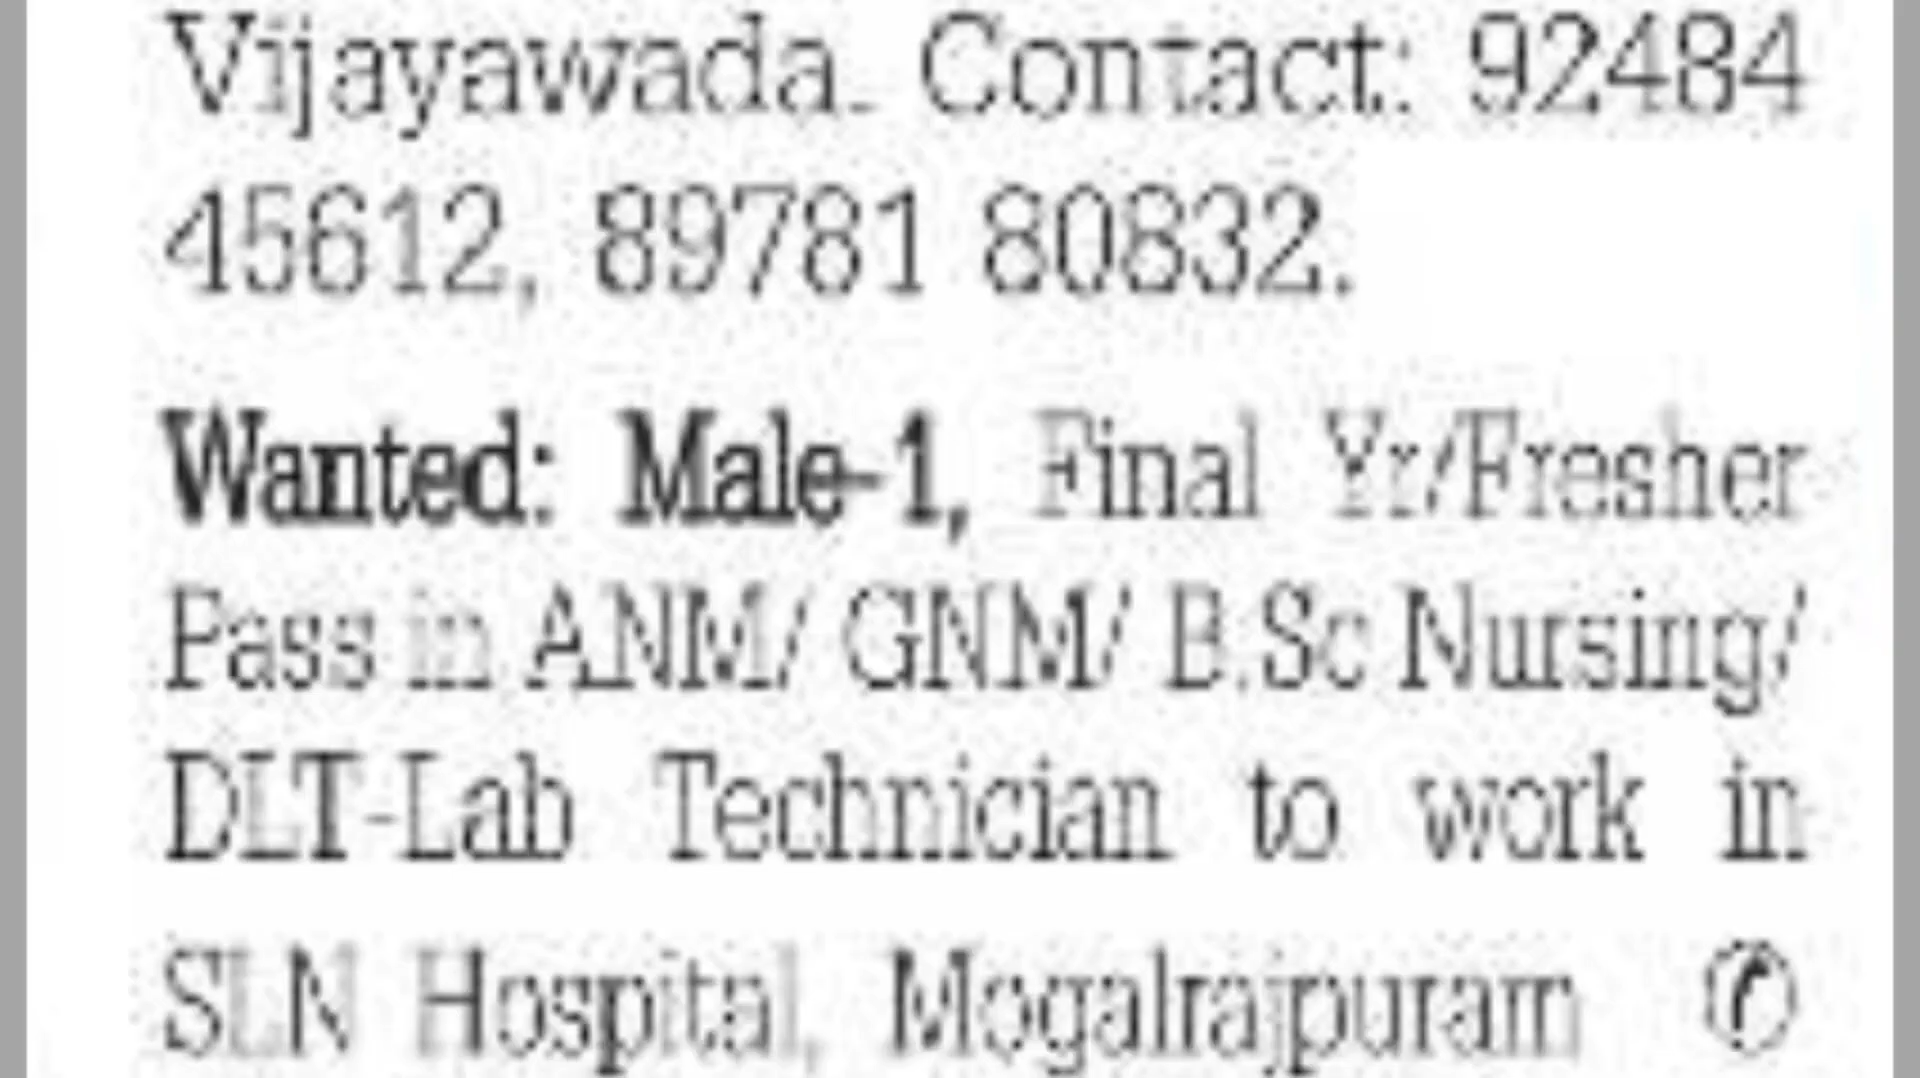 Vijayawada. Contact: 92484
45612, 89781 80832.
Wanted: Male-1, Final Yr/Fresher
Pass in ANM/ GNM/ B.Sc Nursing/
DLT-Lab Technician to work in
SLN Hospital, Mogalrajpuram ✆